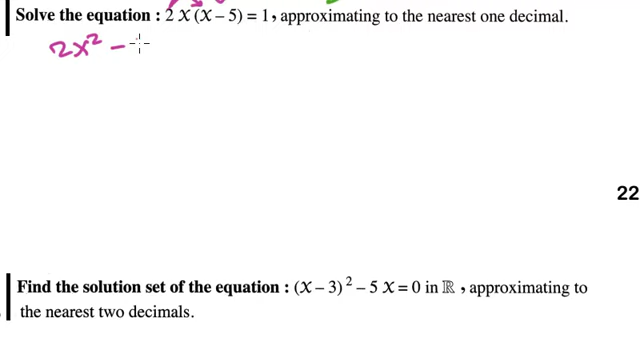 Solve the equation : 2 X (X – 5) = 1 , approximating to the nearest one decimal.
2x² –
22
Find the solution set of the equation : (X – 3)² – 5 X = 0 in ℝ , approximating to
the nearest two decimals.